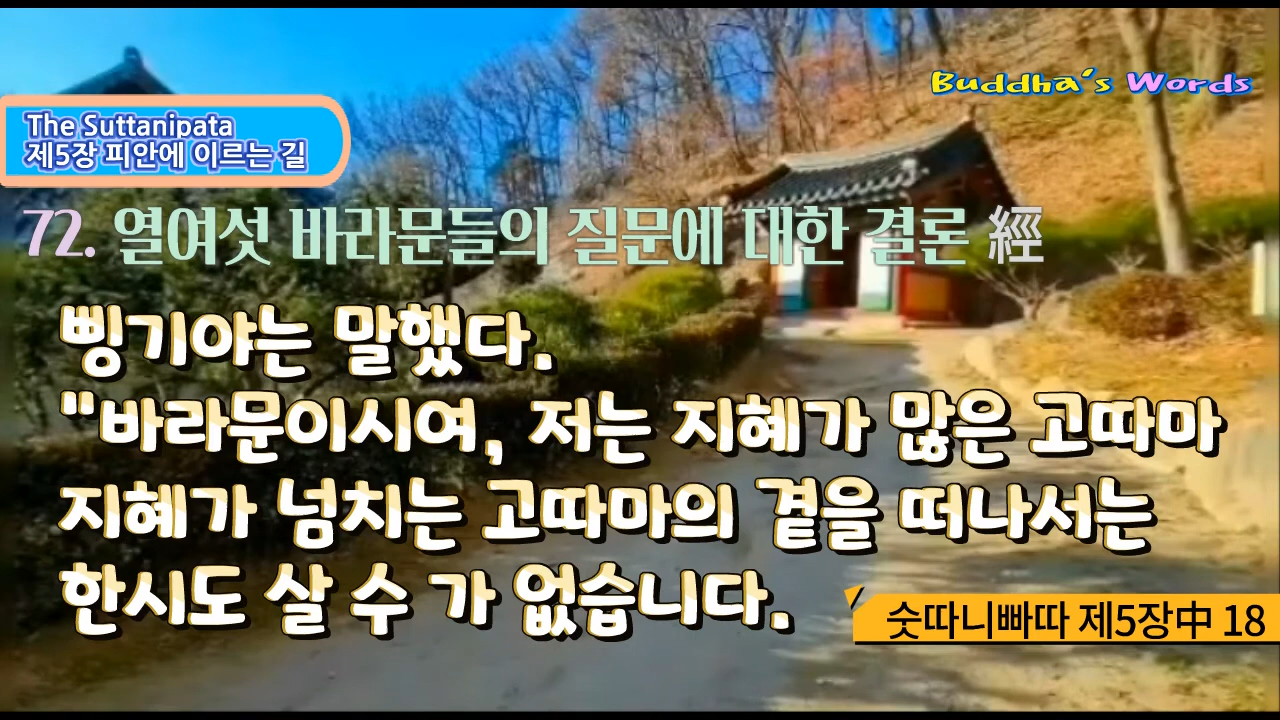 Buddha's Words
The Suttanipata
제5장 피안에 이르는 길
72. 열여섯 바라문들의 질문에 대한 결론 經
삥기야는 말했다.
"바라문이시여, 저는 지혜가 많은 고따마
지혜가 넘치는 고따마의 곁을 떠나서는
한시도 살 수 가 없습니다.
숫따니빠따 제5장中 18